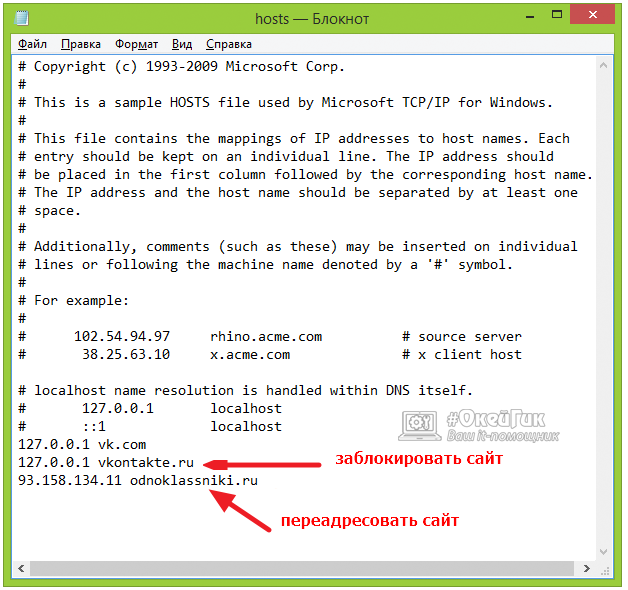 hosts — Блокнот
Файл Правка Формат Вид Справка
# Copyright (c) 1993-2009 Microsoft Corp.
#
# This is a sample HOSTS file used by Microsoft TCP/IP for Windows.
#
# This file contains the mappings of IP addresses to host names. Each
# entry should be kept on an individual line. The IP address should
# be placed in the first column followed by the corresponding host name.
# The IP address and the host name should be separated by at least one
# space.
#
# Additionally, comments (such as these) may be inserted on individual
# lines or following the machine name denoted by a '#' symbol.
#
# For example:
#
#      102.54.94.97     rhino.acme.com          # source server
#       38.25.63.10     x.acme.com              # x client host

# localhost name resolution is handled within DNS itself.
#       127.0.0.1       localhost
#       ::1             localhost
#ОкейГик
Ваш it-помощник
127.0.0.1 vk.com
127.0.0.1 vkontakte.ru
заблокировать сайт
93.158.134.11 odnoklassniki.ru
переадресовать сайт